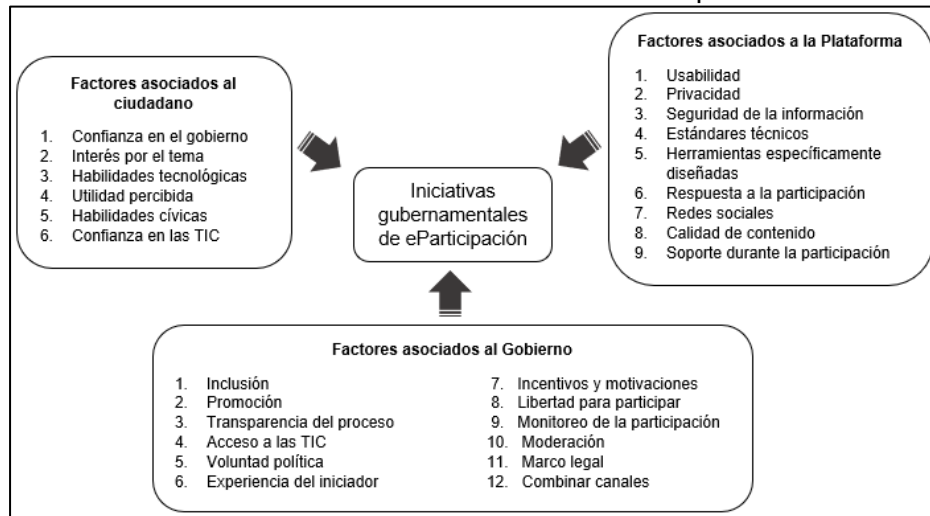 Factores asociados al
ciudadano
1. Confianza en el gobierno
2. Interés por el tema
3. Habilidades tecnológicas
4. Utilidad percibida
5. Habilidades cívicas
6. Confianza en las TIC
Factores asociados a la Plataforma
1. Usabilidad
2. Privacidad
3. Seguridad de la información
4. Estándares técnicos
5. Herramientas específicamente
diseñadas
6. Respuesta a la participación
7. Redes sociales
8. Calidad de contenido
9. Soporte durante la participación
Iniciativas
gubernamentales
de eParticipación
Factores asociados al Gobierno
1. Inclusión
2. Promoción
3. Transparencia del proceso
4. Acceso a las TIC
5. Voluntad política
6. Experiencia del iniciador
7. Incentivos y motivaciones
8. Libertad para participar
9. Monitoreo de la participación
10. Moderación
11. Marco legal
12. Combinar canales